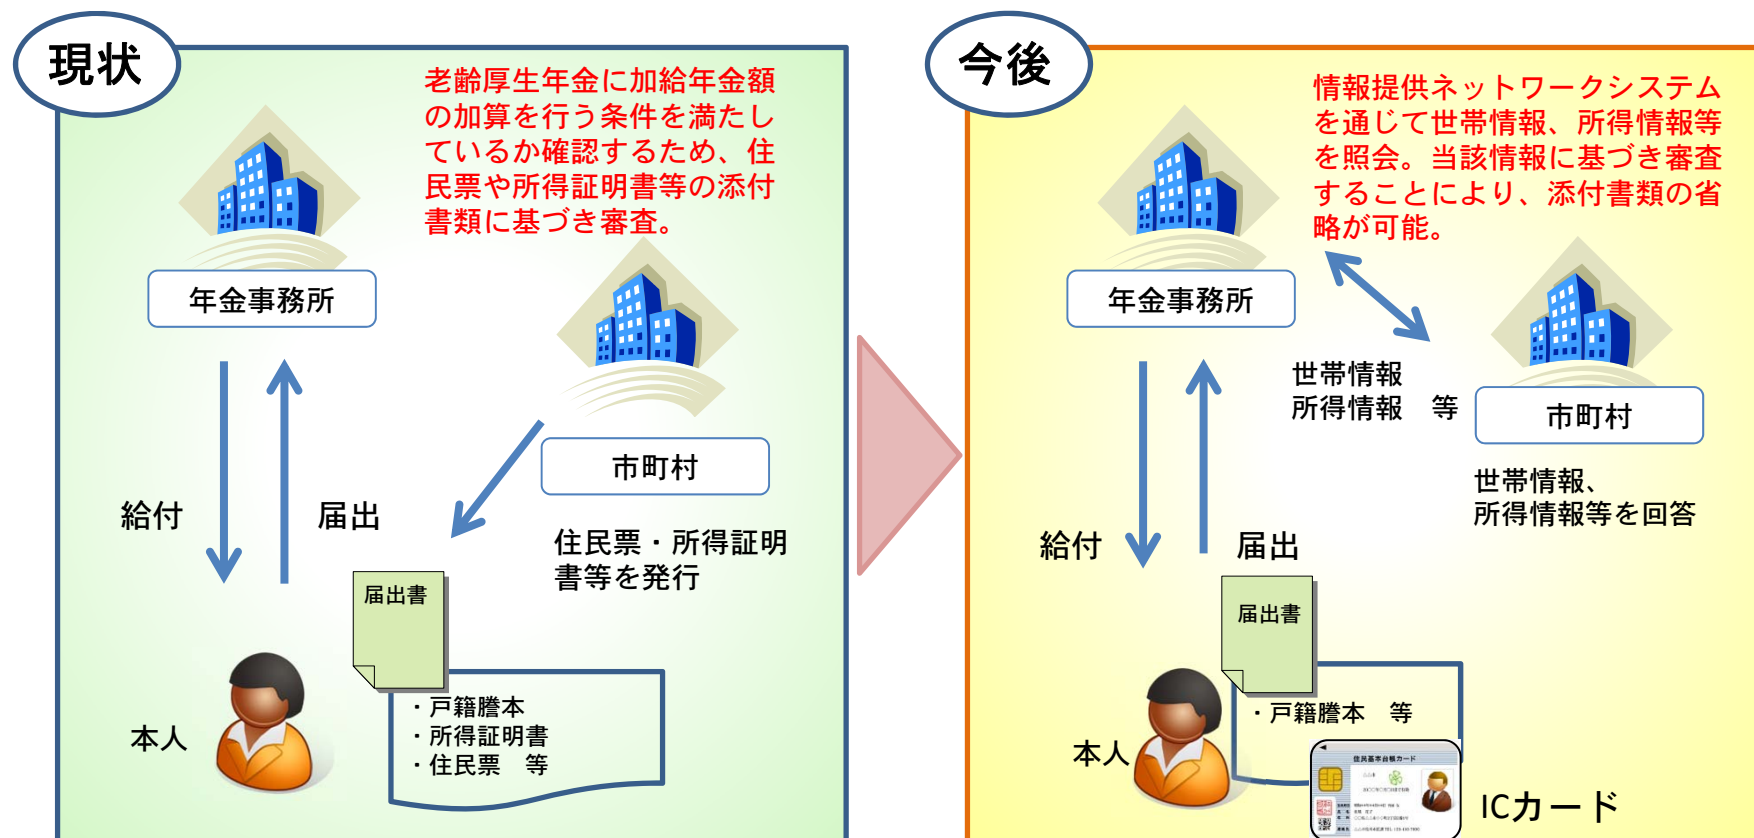 現状
老齢厚生年金に加給年金額
の加算を行う条件を満たし
ているか確認するため、住
民票や所得証明書等の添付
書類に基づき審査。
年金事務所
市町村
給付
届出
住民票・所得証明
書等を発行
届出書
本人
・戸籍謄本
・所得証明書
・住民票　等
今後
情報提供ネットワークシステム
を通じて世帯情報、所得情報等
を照会。当該情報に基づき審査
することにより、添付書類の省
略が可能。
年金事務所
世帯情報
所得情報　等
市町村
世帯情報、
所得情報等を回答
給付
届出
届出書
・戸籍謄本　等
本人
住民基本台帳カード
ICカード